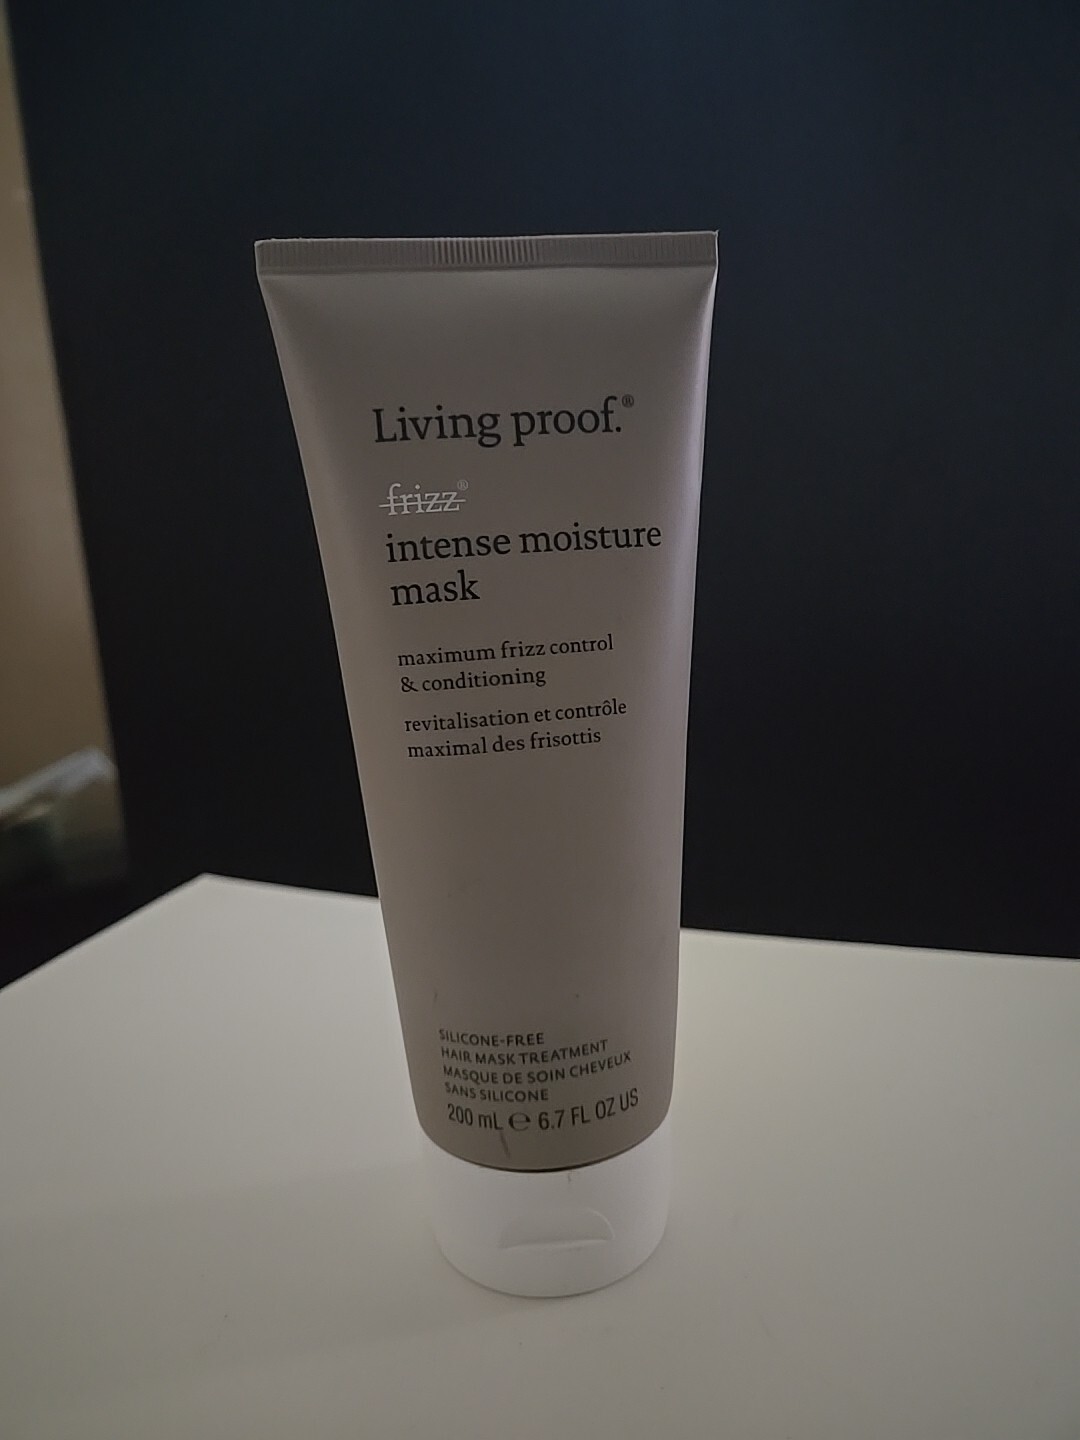 Living proof.®
frizz®
intense moisture
mask
maximum frizz control
& conditioning
revitalisation et contrôle
maximal des frisottis
SILICONE-FREE
HAIR MASK TREATMENT
MASQUE DE SOIN CHEVEUX
SANS SILICONE
200 mL ℮ 6.7 FL OZ US